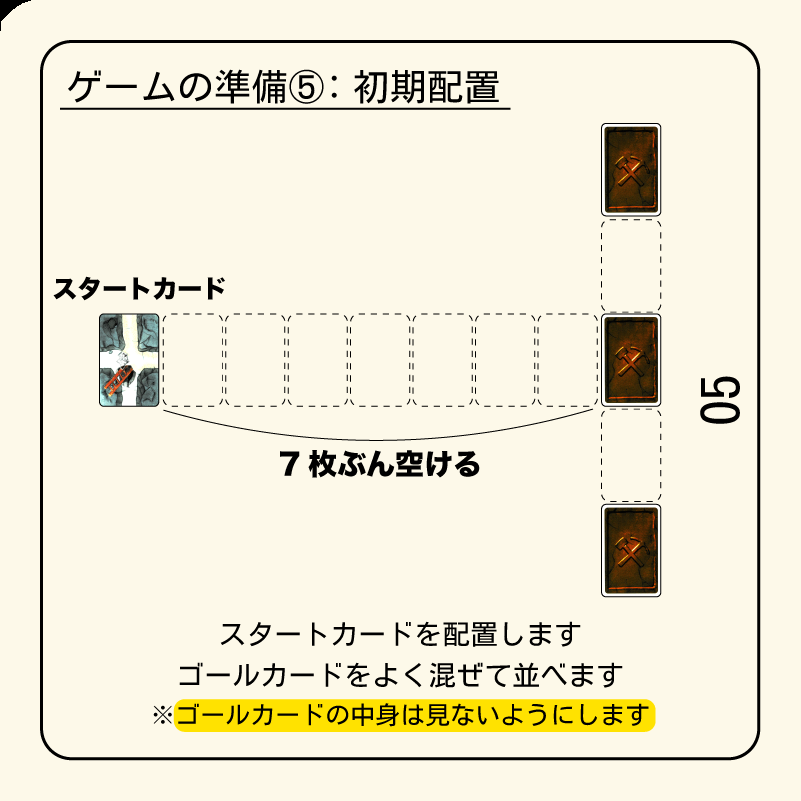 ゲームの準備⑤: 初期配置
スタートカード
7 枚ぶん空ける
05
スタートカードを配置します
ゴールカードをよく混ぜて並べます
※ゴールカードの中身は見ないようにします